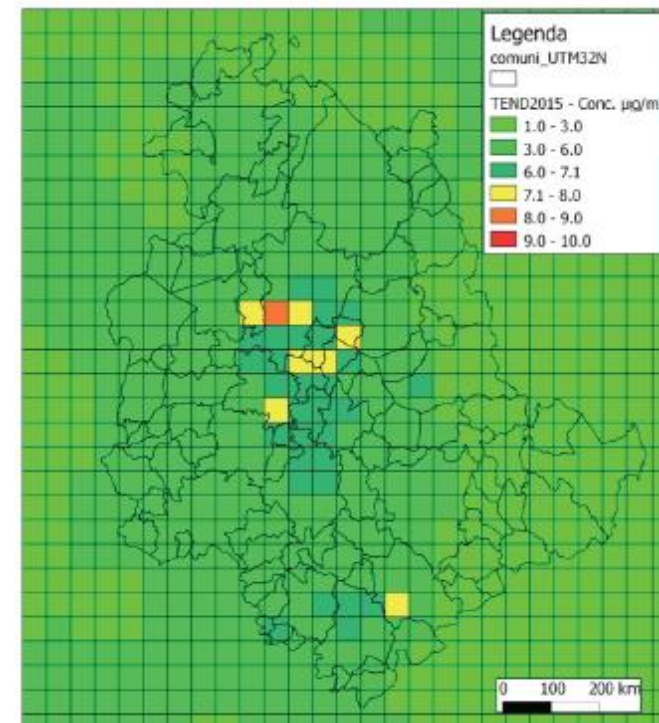 Legenda
comuni_UTM32N
TEND2015 - Conc. µg/m
1.0 - 3.0
3.0 - 6.0
6.0 - 7.1
7.1 - 8.0
8.0 - 9.0
9.0 - 10.0
0 100 200 km